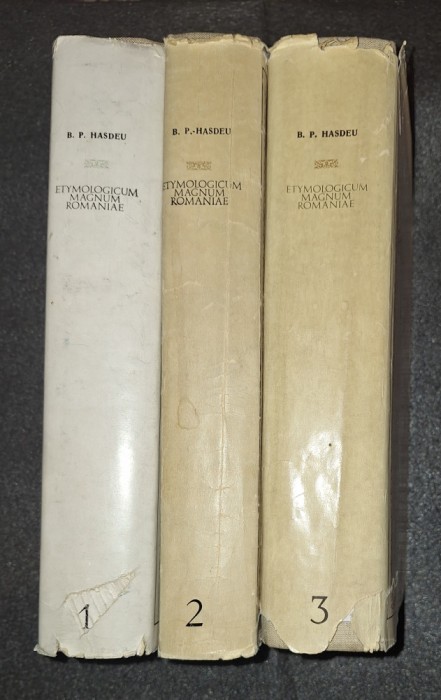 B. P. HASDEU
ETYMOLOGICUM
MAGNUM
ROMANIAE
1
B. P. HASDEU
ETYMOLOGICUM
MAGNUM
ROMANIAE
2
B. P. HASDEU
ETYMOLOGICUM
MAGNUM
ROMANIAE
3